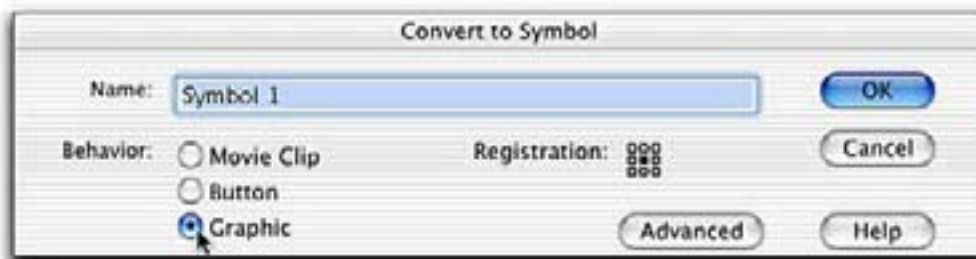 Convert to Symbol
Name: Symbol 1 OK
Behavior: Movie Clip Registration: Cancel
Button
Graphic Advanced Help